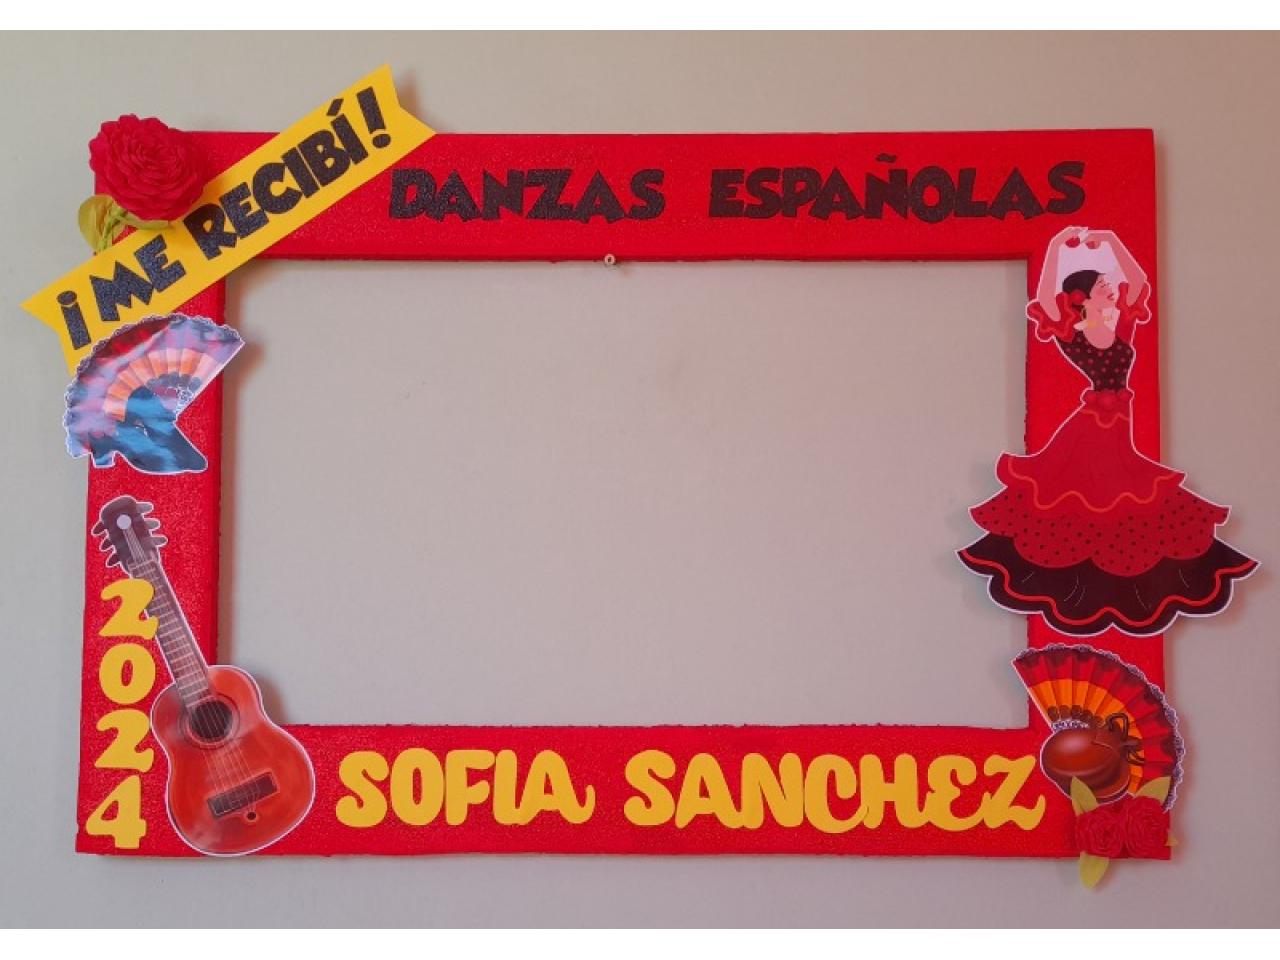 ¡ME RECIBÍ!
DANZAS ESPAÑOLAS
2024
SOFIA SANCHEZ